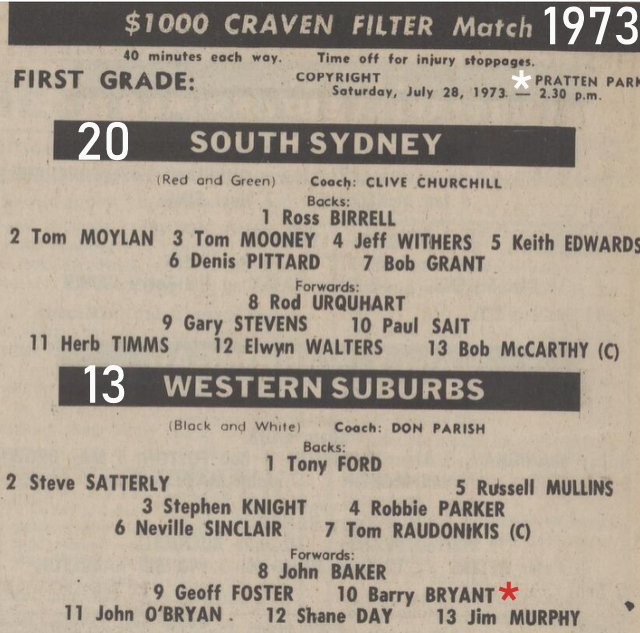 $1000 CRAVEN FILTER Match 1973
40 minutes each way. Time off for injury stoppages.
FIRST GRADE: COPYRIGHT * PRATTEN PARK
Saturday, July 28, 1973 — 2.30 p.m.
20 SOUTH SYDNEY
(Red and Green) Coach: CLIVE CHURCHILL
Backs:
1 Ross BIRRELL
2 Tom MOYLAN 3 Tom MOONEY 4 Jeff WITHERS 5 Keith EDWARDS
6 Denis PITTARD 7 Bob GRANT
Forwards:
8 Rod URQUHART
9 Gary STEVENS 10 Paul SAIT
11 Herb TIMMS 12 Elwyn WALTERS 13 Bob McCARTHY (C)
13 WESTERN SUBURBS
(Black and White) Coach: DON PARISH
Backs:
1 Tony FORD
2 Steve SATTERLY 5 Russell MULLINS
3 Stephen KNIGHT 4 Robbie PARKER
6 Neville SINCLAIR 7 Tom RAUDONIKIS (C)
Forwards:
8 John BAKER
9 Geoff FOSTER 10 Barry BRYANT *
11 John O'BRYAN 12 Shane DAY 13 Jim MURPHY